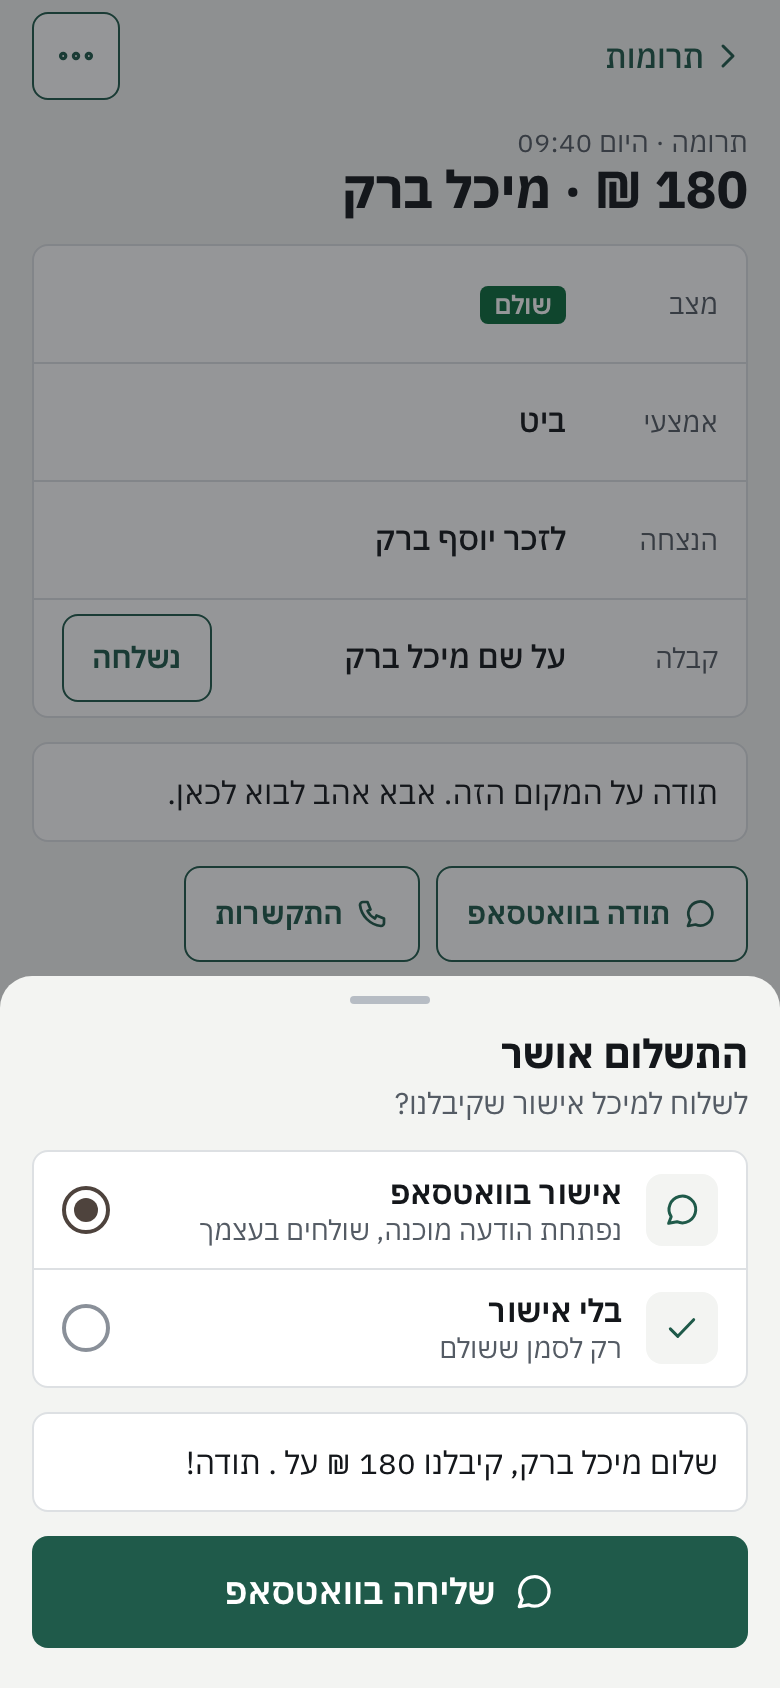 תרומות
תרומה · היום 09:40
180 ₪ · מיכל ברק
מצב
שולם
אמצעי
ביט
הנצחה
לזכר יוסף ברק
קבלה
על שם מיכל ברק
נשלחה
תודה על המקום הזה. אבא אהב לבוא לכאן.
תודה בוואטסאפ
התקשרות
התשלום אושר
לשלוח למיכל אישור שקיבלנו?
אישור בוואטסאפ
נפתחת הודעה מוכנה, שולחים בעצמך
בלי אישור
רק לסמן ששולם
שלום מיכל ברק, קיבלנו 180 ₪ על . תודה!
שליחה בוואטסאפ